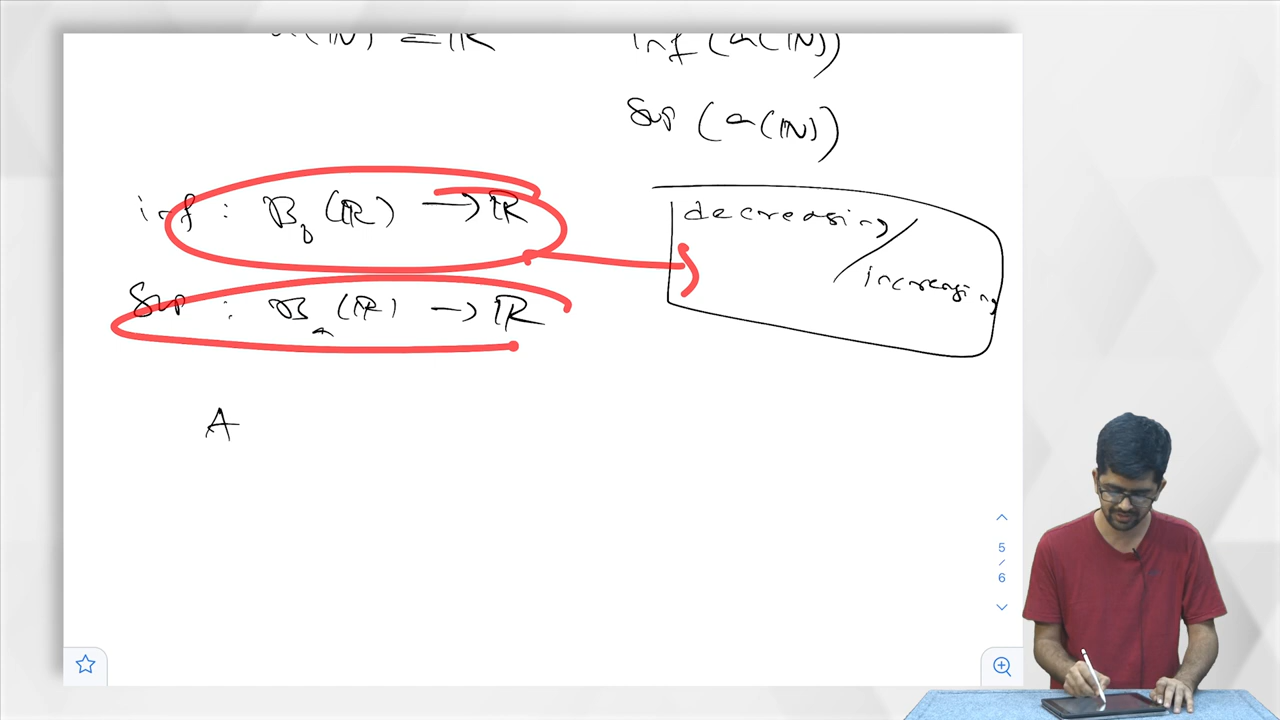 a(ℕ) ⊆ ℝ
inf (a(ℕ))
Sup (a(ℕ))
inf : B_b (ℝ) → ℝ
decreasing/
increasing
Sup : B_a (ℝ) → ℝ
A
5
/
6